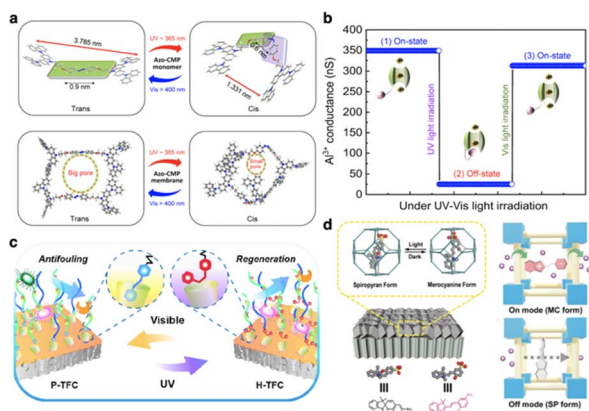 a
3.785 nm
0.9 nm
Trans
UV ~ 365 nm
Azo-CMP
monomer
Vis > 400 nm
1.331 nm
Cis
Big pore
Trans
UV ~ 365 nm
Azo-CMP
membrane
Vis > 400 nm
Small
pore
Cis
b
Al³⁺ conductance (nS)
400
350
300
250
200
150
100
50
0
(1) On-state
UV light irradiation
(2) Off-state
Vis light irradiation
(3) On-state
Under UV-Vis light irradiation
c
Antifouling
Regeneration
Visible
UV
P-TFC
H-TFC
d
Light
Dark
Spiropyran Form
Merocyanine Form
III
III
On mode (MC form)
Off mode (SP form)